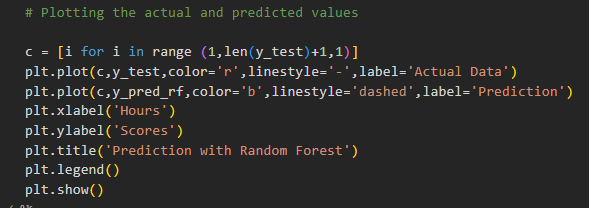 # Plotting the actual and predicted values
c = [i for i in range (1,len(y_test)+1,1)]
plt.plot(c,y_test,color='r',linestyle='-',label='Actual Data')
plt.plot(c,y_pred_rf,color='b',linestyle='dashed',label='Prediction')
plt.xlabel('Hours')
plt.ylabel('Scores')
plt.title('Prediction with Random Forest')
plt.legend()
plt.show()